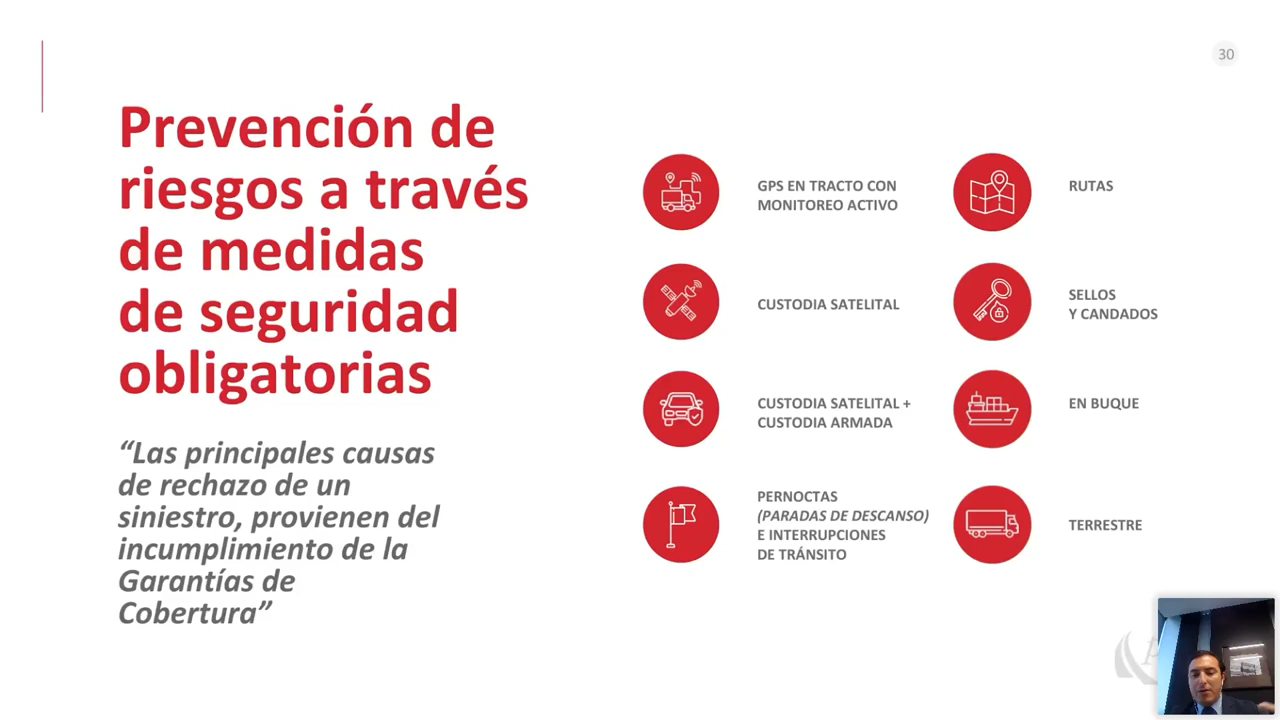 30
Prevención de
riesgos a través
de medidas
de seguridad
obligatorias
“Las principales causas
de rechazo de un
siniestro, provienen del
incumplimiento de la
Garantías de
Cobertura”
GPS EN TRACTO CON
MONITOREO ACTIVO
CUSTODIA SATELITAL
CUSTODIA SATELITAL +
CUSTODIA ARMADA
PERNOCTAS
(PARADAS DE DESCANSO)
E INTERRUPCIONES
DE TRÁNSITO
RUTAS
SELLOS
Y CANDADOS
EN BUQUE
TERRESTRE